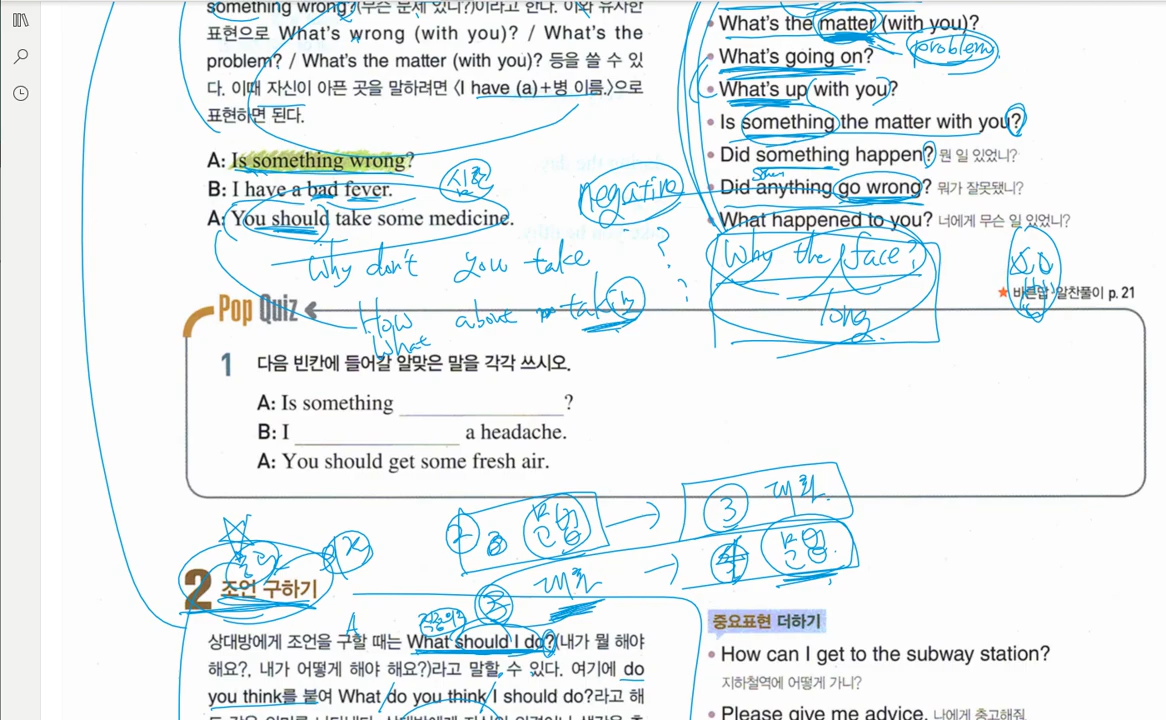 something wrong?(무슨 문제 있니?)이라고 한다. 이와 유사한
표현으로 What's wrong (with you)? / What's the
problem? / What's the matter (with you)? 등을 쓸 수 있
다. 이때 자신이 아픈 곳을 말하려면 〈I have (a)+병 이름.〉으로
표현하면 된다.
A: Is something wrong?
B: I have a bad fever.
시험
A: You should take some medicine.
Why don't you take ?
How about taking ?
What
• What's the matter (with you)?
problem
• What's going on?
• What's up (with you)?
• Is something the matter with you?
• Did something happen? 뭔 일 있었니?
negative
• Did anything go wrong? 뭐가 잘못됐니?
• What happened to you? 너에게 무슨 일 있었니?
Why the face?
long
★ 바른답·알찬풀이 p. 21
Pop Quiz
1 다음 빈칸에 들어갈 알맞은 말을 각각 쓰시오.
A: Is something ?
B: I a headache.
A: You should get some fresh air.
2 문법 → 3 대화
3 대화 → 4 문법
2 조언 구하기
상대방에게 조언을 구할 때는 What should I do?(내가 뭘 해야
해요?, 내가 어떻게 해야 해요?)라고 말할 수 있다. 여기에 do
you think를 붙여 What do you think I should do?라고 해
중요표현 더하기
• How can I get to the subway station?
지하철역에 어떻게 가니?
• Please give me advice. 나에게 충고해줘.